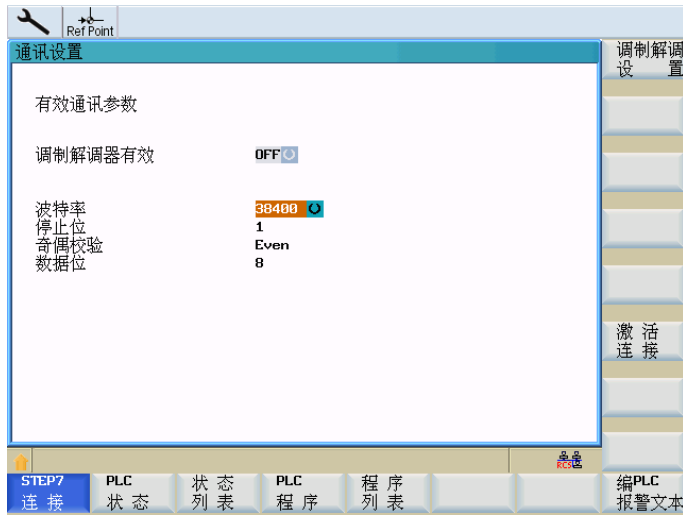 Ref Point
通讯设置
调制解调
设 置
有效通讯参数
调制解调器有效 OFF
波特率 38400
停止位 1
奇偶校验 Even
数据位 8
激 活
连 接
RCS
STEP7
连 接
PLC
状 态
状 态
列 表
PLC
程 序
程 序
列 表
编PLC
报警文本